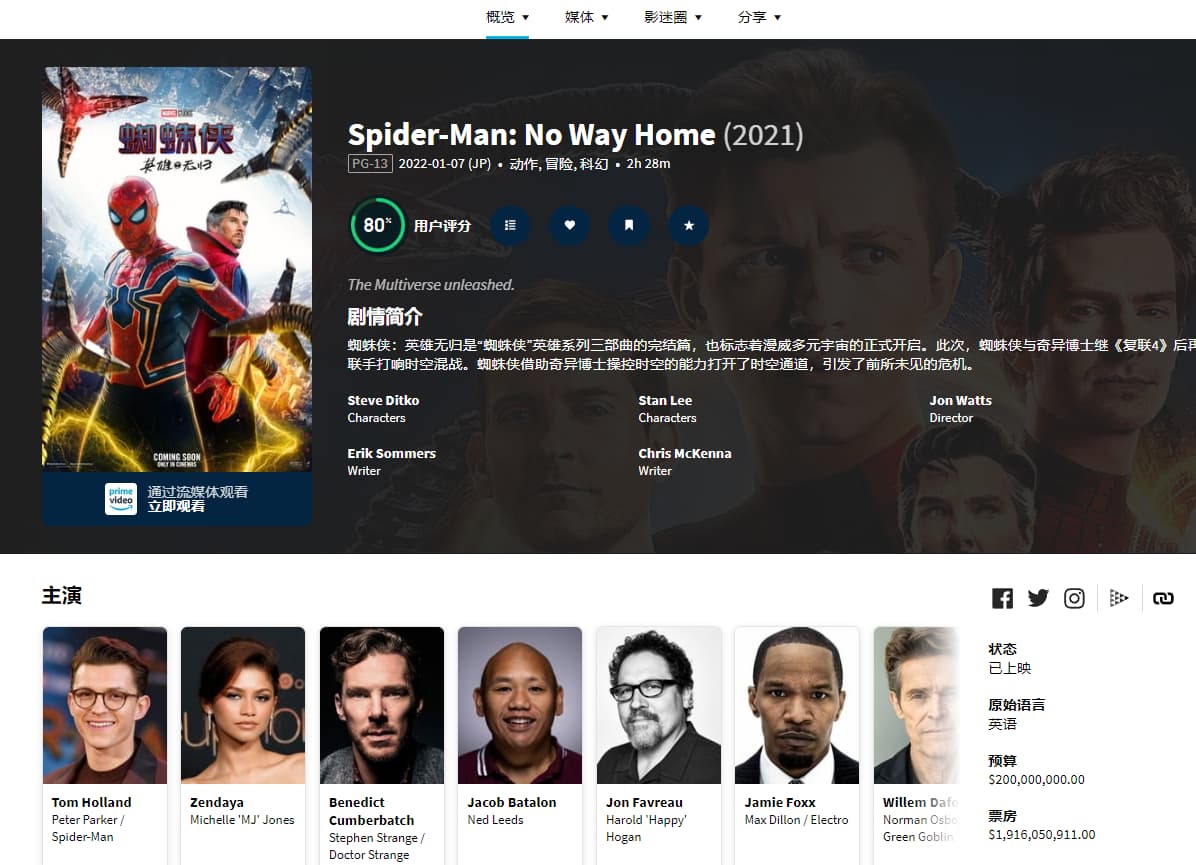 概览 ▼ 媒体 ▼ 影迷圈 ▼ 分享 ▼
MARVEL STUDIOS
蜘蛛侠
英雄无归
COMING SOON
ONLY IN CINEMAS
prime video
通过流媒体观看
立即观看
Spider-Man: No Way Home (2021)
PG-13 2022-01-07 (JP) • 动作, 冒险, 科幻 • 2h 28m
80% 用户评分
The Multiverse unleashed.
剧情简介
蜘蛛侠：英雄无归是“蜘蛛侠”英雄系列三部曲的完结篇，也标志着漫威多元宇宙的正式开启。此次，蜘蛛侠与奇异博士继《复联4》后再
联手打响时空混战。蜘蛛侠借助奇异博士操控时空的能力打开了时空通道，引发了前所未见的危机。
Steve Ditko
Characters
Stan Lee
Characters
Jon Watts
Director
Erik Sommers
Writer
Chris McKenna
Writer
主演
Tom Holland
Peter Parker /
Spider-Man
Zendaya
Michelle 'MJ' Jones
Benedict
Cumberbatch
Stephen Strange /
Doctor Strange
Jacob Batalon
Ned Leeds
Jon Favreau
Harold 'Happy'
Hogan
Jamie Foxx
Max Dillon / Electro
Willem Dafo
Norman Osbo
Green Goblin
状态
已上映
原始语言
英语
预算
$200,000,000.00
票房
$1,916,050,911.00